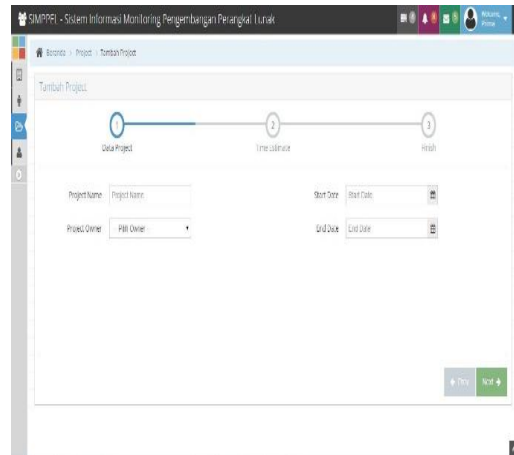 SIMPPEL - Sistem Informasi Monitoring Pengembangan Perangkat Lunak
Welcome,
Beranda > Project > Tambah Project
Tambah Project
1 2 3
Data Project Time Estimate Finish
Project Name Project Name Start Date Start Date
Project Owner Pilih Owner End Date End Date
Prev Next